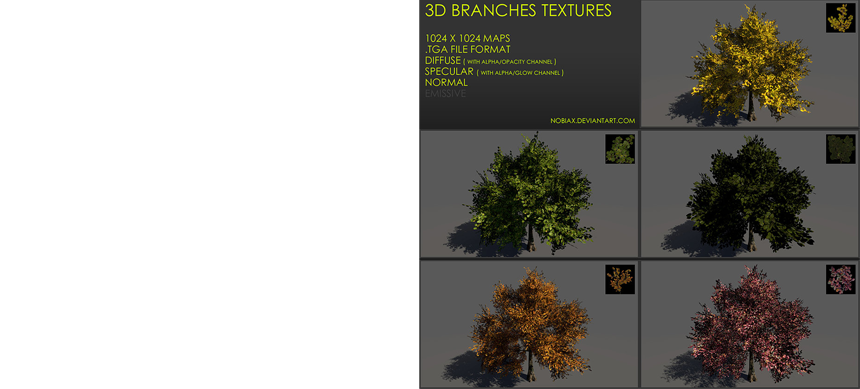 3D BRANCHES TEXTURES
1024 X 1024 MAPS
.TGA FILE FORMAT
DIFFUSE ( WITH ALPHA/OPACITY CHANNEL )
SPECULAR ( WITH ALPHA/GLOW CHANNEL )
NORMAL
EMISSIVE
NOBIAX.DEVIANTART.COM